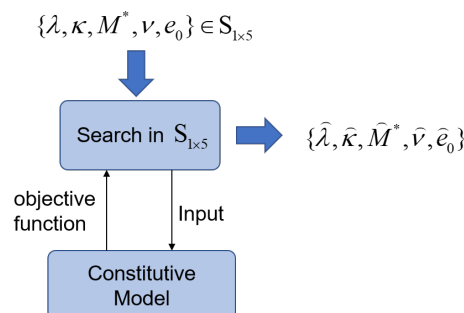 {λ, κ, M*, ν, e₀} ∈ S₁ₓ₅
Search in S₁ₓ₅
{λ̂, κ̂, M̂*, ν̂, ê₀}
objective
function
Input
Constitutive
Model